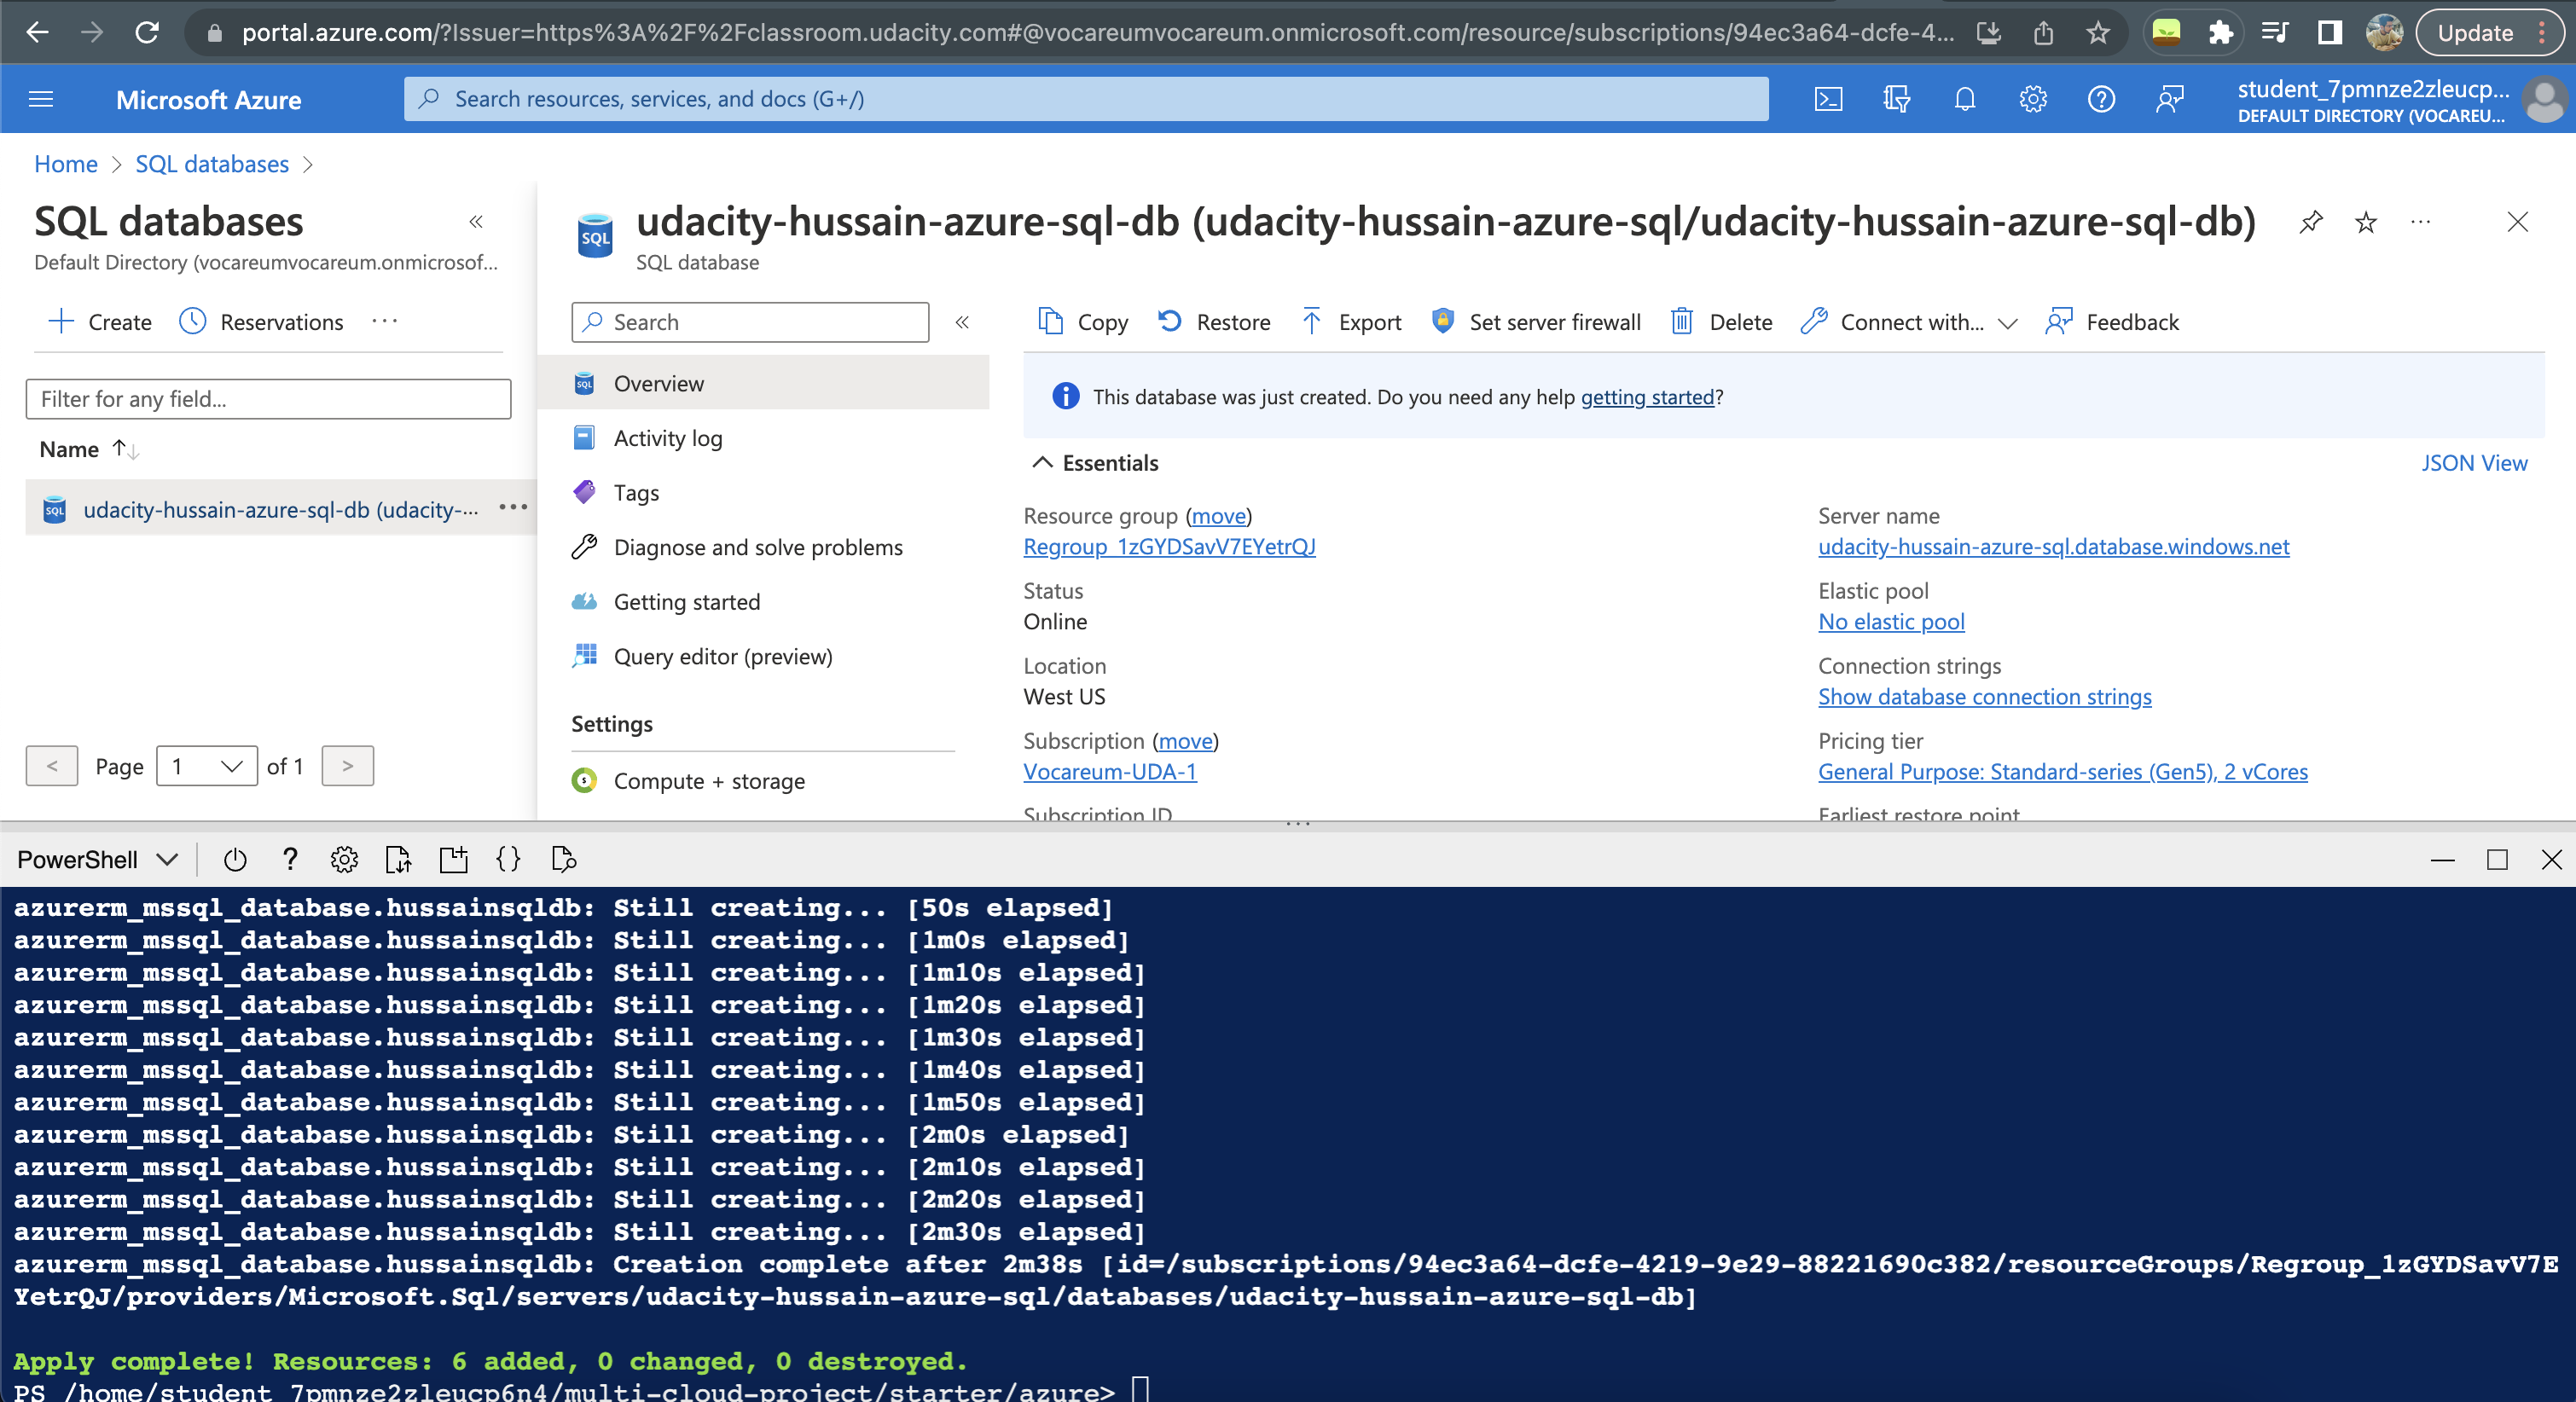 portal.azure.com/?Issuer=https%3A%2F%2Fclassroom.udacity.com#@vocareumvocareum.onmicrosoft.com/resource/subscriptions/94ec3a64-dcfe-4...
Update
Microsoft Azure
Search resources, services, and docs (G+/)
student_7pmnze2zleucp...
DEFAULT DIRECTORY (VOCAREU...
Home > SQL databases >
SQL databases
Default Directory (vocareumvocareum.onmicrosof...
Create
Reservations
...
Filter for any field...
Name
udacity-hussain-azure-sql-db (udacity-...
...
< Page 1 of 1 >
SQL
udacity-hussain-azure-sql-db (udacity-hussain-azure-sql/udacity-hussain-azure-sql-db)
...
SQL database
Search
Overview
Activity log
Tags
Diagnose and solve problems
Getting started
Query editor (preview)
Settings
Compute + storage
Copy
Restore
Export
Set server firewall
Delete
Connect with...
Feedback
This database was just created. Do you need any help getting started?
Essentials
JSON View
Resource group (move)
Regroup_1zGYDSavV7EYetrQJ
Status
Online
Location
West US
Subscription (move)
Vocareum-UDA-1
Subscription ID
Server name
udacity-hussain-azure-sql.database.windows.net
Elastic pool
No elastic pool
Connection strings
Show database connection strings
Pricing tier
General Purpose: Standard-series (Gen5), 2 vCores
Earliest restore point
PowerShell
azurerm_mssql_database.hussainsqldb: Still creating... [50s elapsed]
azurerm_mssql_database.hussainsqldb: Still creating... [1m0s elapsed]
azurerm_mssql_database.hussainsqldb: Still creating... [1m10s elapsed]
azurerm_mssql_database.hussainsqldb: Still creating... [1m20s elapsed]
azurerm_mssql_database.hussainsqldb: Still creating... [1m30s elapsed]
azurerm_mssql_database.hussainsqldb: Still creating... [1m40s elapsed]
azurerm_mssql_database.hussainsqldb: Still creating... [1m50s elapsed]
azurerm_mssql_database.hussainsqldb: Still creating... [2m0s elapsed]
azurerm_mssql_database.hussainsqldb: Still creating... [2m10s elapsed]
azurerm_mssql_database.hussainsqldb: Still creating... [2m20s elapsed]
azurerm_mssql_database.hussainsqldb: Still creating... [2m30s elapsed]
azurerm_mssql_database.hussainsqldb: Creation complete after 2m38s [id=/subscriptions/94ec3a64-dcfe-4219-9e29-88221690c382/resourceGroups/Regroup_1zGYDSavV7E
YetrQJ/providers/Microsoft.Sql/servers/udacity-hussain-azure-sql/databases/udacity-hussain-azure-sql-db]
Apply complete! Resources: 6 added, 0 changed, 0 destroyed.
PS /home/student_7pmnze2zleucp6n4/multi-cloud-project/starter/azure>